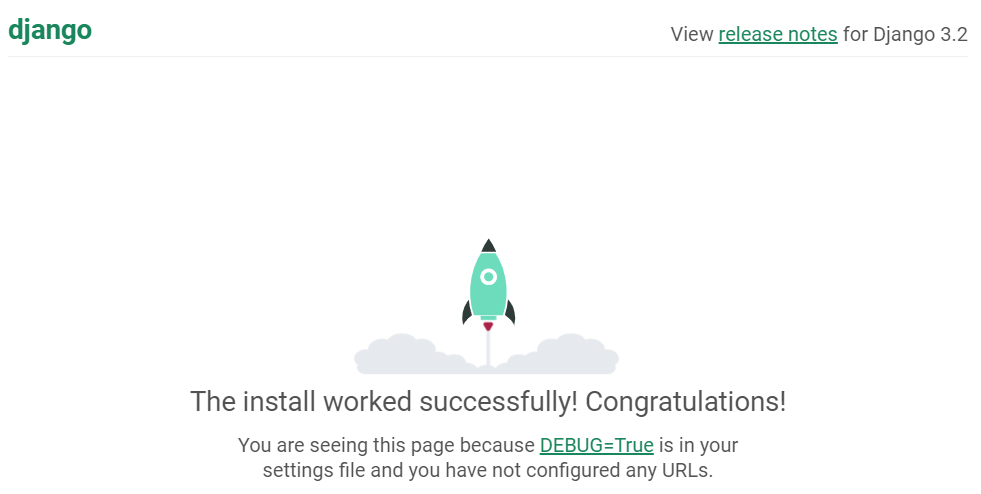 django
View release notes for Django 3.2
The install worked successfully! Congratulations!
You are seeing this page because DEBUG=True is in your
settings file and you have not configured any URLs.